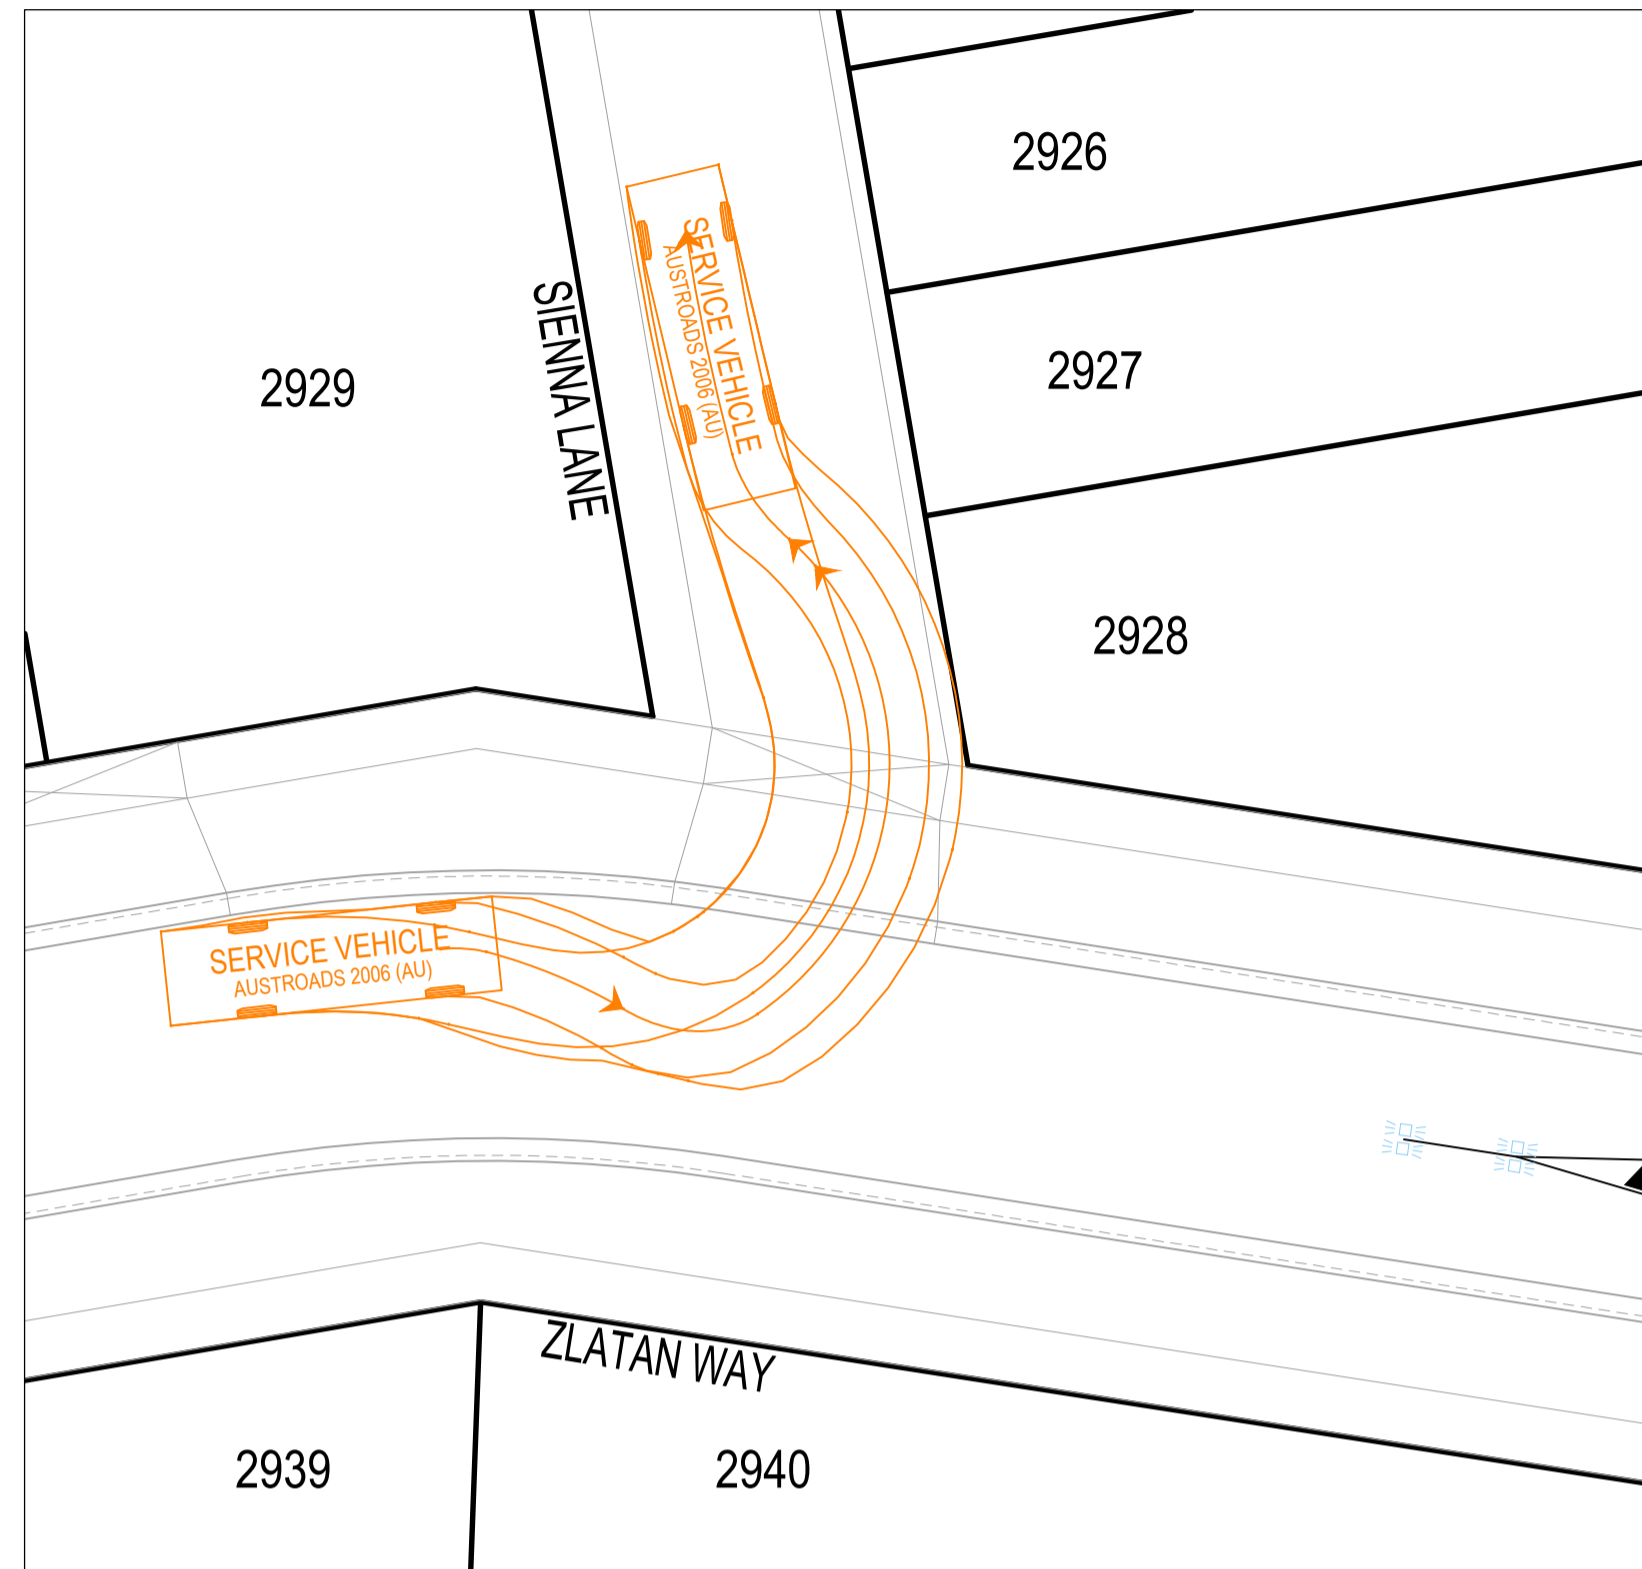 2926
SERVICE VEHICLE
AUSTROADS 2006 (AU)
SIENNA LANE
2929
2927
2928
SERVICE VEHICLE
AUSTROADS 2006 (AU)
ZLATAN WAY
2939
2940